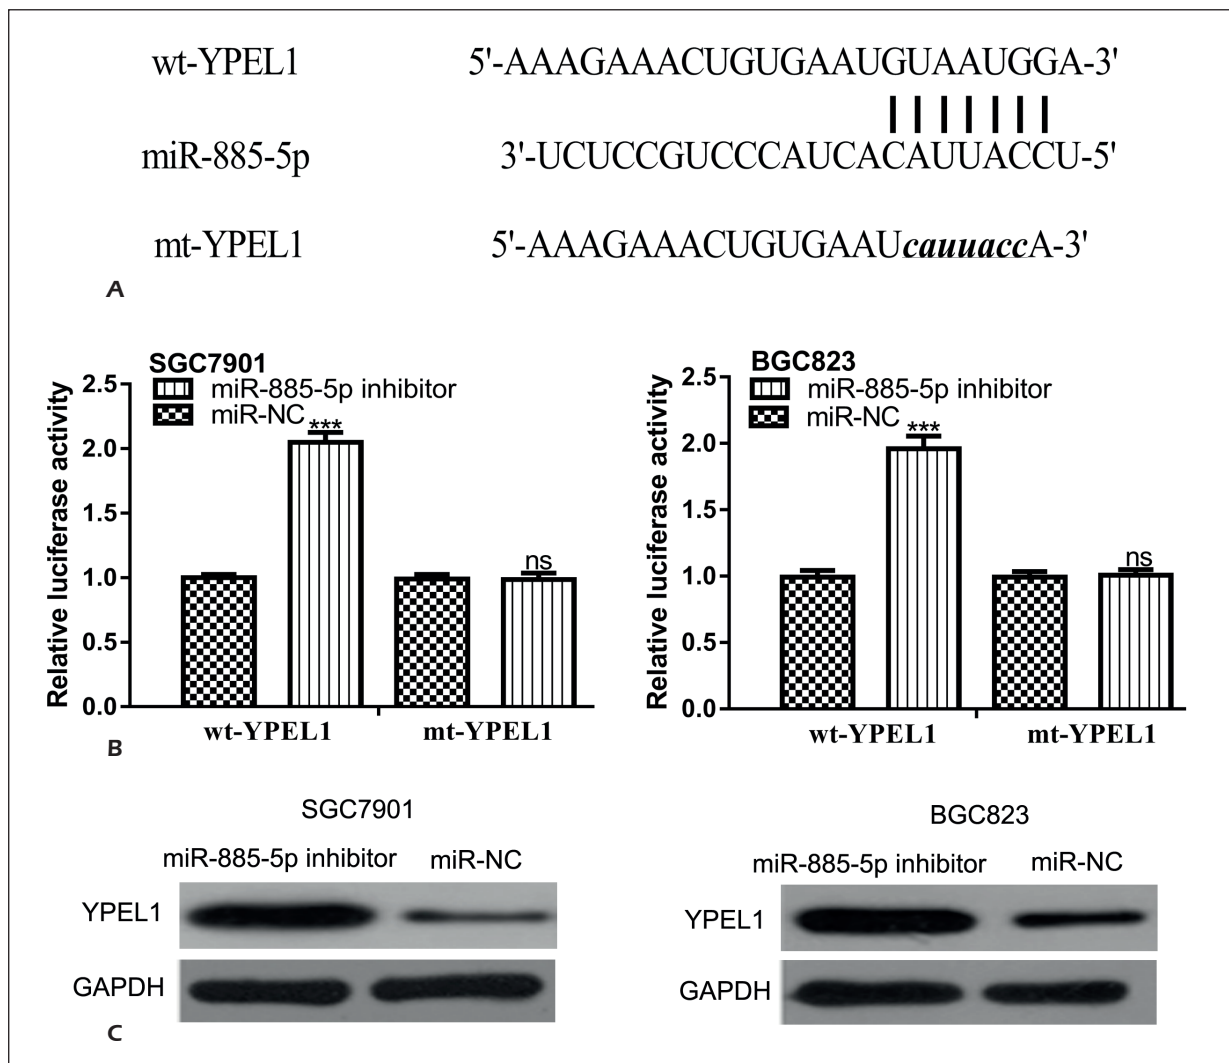 wt-YPEL1 5'-AAAGAAACUGUGAAUGUAAUGGA-3'
miR-885-5p 3'-UCUCCGUCCCAUCACAUUACCU-5'
mt-YPEL1 5'-AAAGAAACUGUGAAUcauuaccA-3'
A
SGC7901
miR-885-5p inhibitor
miR-NC
Relative luciferase activity
2.5
2.0
1.5
1.0
0.5
0.0
***
ns
wt-YPEL1 mt-YPEL1
BGC823
miR-885-5p inhibitor
miR-NC
Relative luciferase activity
2.5
2.0
1.5
1.0
0.5
0.0
***
ns
wt-YPEL1 mt-YPEL1
B
SGC7901
miR-885-5p inhibitor miR-NC
YPEL1
GAPDH
BGC823
miR-885-5p inhibitor miR-NC
YPEL1
GAPDH
C